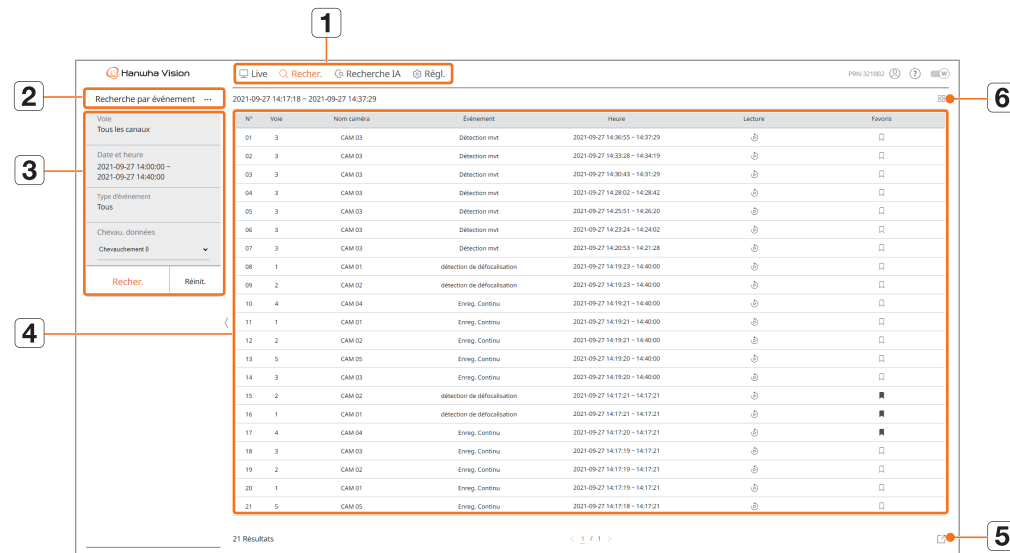 1
Hanwha Vision
Live Recher. Recherche IA Régl.
PRN-3210B2 ? W
2
Recherche par événement ...
2021-09-27 14:17:18 ~ 2021-09-27 14:37:29
6
3
Voie
Tous les canaux
Date et heure
2021-09-27 14:00:00 ~
2021-09-27 14:40:00
Type d'événement
Tous
Chevau. données
Chevauchement 0
Recher. Réinit.
4
N° Voie Nom caméra Événement Heure Lecture Favoris
01 3 CAM 03 Détection mvt 2021-09-27 14:36:55 ~ 14:37:29
02 3 CAM 03 Détection mvt 2021-09-27 14:33:28 ~ 14:34:19
03 3 CAM 03 Détection mvt 2021-09-27 14:30:43 ~ 14:31:29
04 3 CAM 03 Détection mvt 2021-09-27 14:28:02 ~ 14:28:42
05 3 CAM 03 Détection mvt 2021-09-27 14:25:51 ~ 14:26:20
06 3 CAM 03 Détection mvt 2021-09-27 14:23:24 ~ 14:24:02
07 3 CAM 03 Détection mvt 2021-09-27 14:20:53 ~ 14:21:28
08 1 CAM 01 détection de défocalisation 2021-09-27 14:19:23 ~ 14:40:00
09 2 CAM 02 détection de défocalisation 2021-09-27 14:19:23 ~ 14:40:00
10 4 CAM 04 Enreg. Continu 2021-09-27 14:19:21 ~ 14:40:00
11 1 CAM 01 Enreg. Continu 2021-09-27 14:19:21 ~ 14:40:00
12 2 CAM 02 Enreg. Continu 2021-09-27 14:19:21 ~ 14:40:00
13 5 CAM 05 Enreg. Continu 2021-09-27 14:19:20 ~ 14:40:00
14 3 CAM 03 Enreg. Continu 2021-09-27 14:19:20 ~ 14:40:00
15 2 CAM 02 détection de défocalisation 2021-09-27 14:17:21 ~ 14:17:21
16 1 CAM 01 détection de défocalisation 2021-09-27 14:17:21 ~ 14:17:21
17 4 CAM 04 Enreg. Continu 2021-09-27 14:17:20 ~ 14:17:21
18 3 CAM 03 Enreg. Continu 2021-09-27 14:17:19 ~ 14:17:21
19 2 CAM 02 Enreg. Continu 2021-09-27 14:17:19 ~ 14:17:21
20 1 CAM 01 Enreg. Continu 2021-09-27 14:17:19 ~ 14:17:21
21 5 CAM 05 Enreg. Continu 2021-09-27 14:17:18 ~ 14:17:21
21 Résultats < 1 / 1 >
5